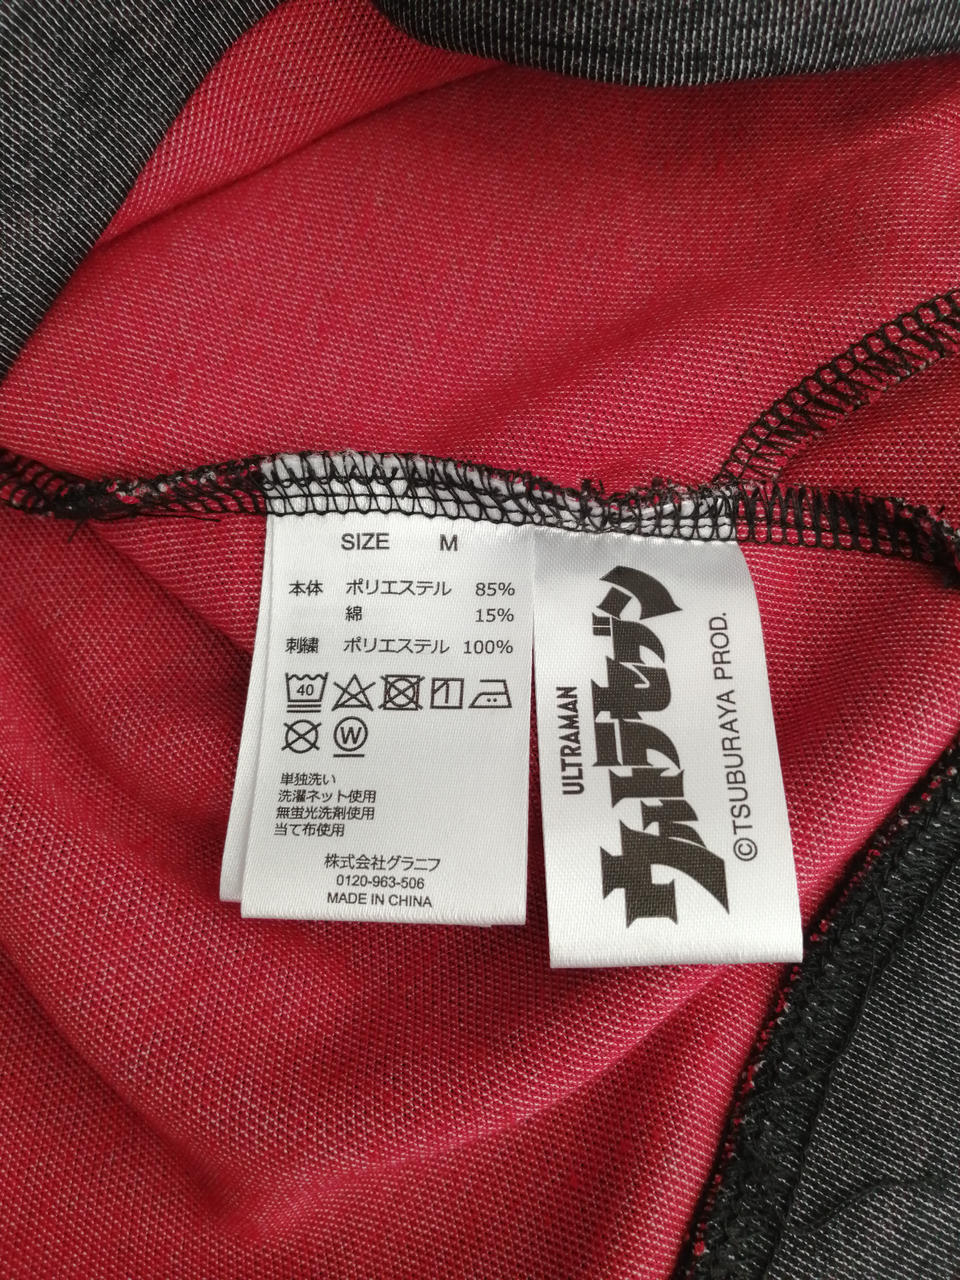 SIZE M
本体 ポリエステル 85%
綿 15%
刺繍 ポリエステル 100%
40
W
単独洗い
洗濯ネット使用
無蛍光洗剤使用
当て布使用
株式会社グラニフ
0120-963-506
MADE IN CHINA
ULTRAMAN
ウルトラセブン
©TSUBURAYA PROD.